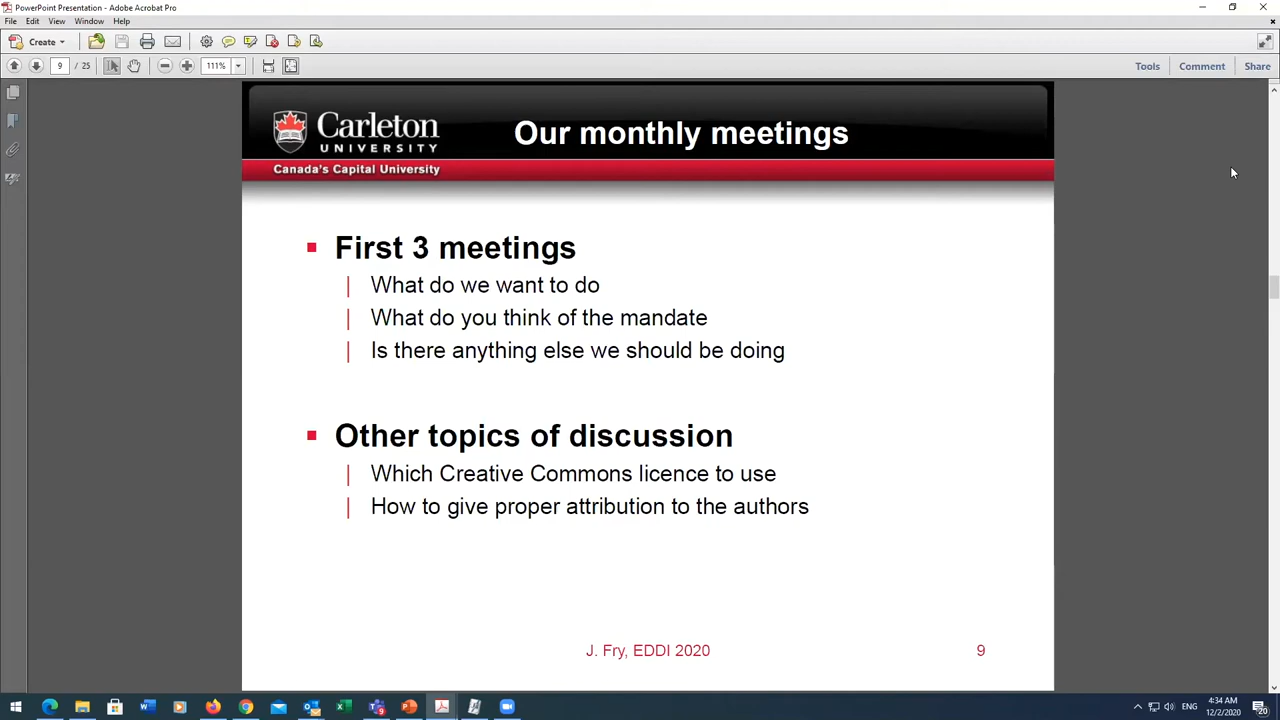 PowerPoint Presentation - Adobe Acrobat Pro
File Edit View Window Help
Create
9 / 25 111% Tools Comment Share
Carleton
UNIVERSITY
Canada's Capital University
Our monthly meetings
First 3 meetings
What do we want to do
What do you think of the mandate
Is there anything else we should be doing
Other topics of discussion
Which Creative Commons licence to use
How to give proper attribution to the authors
J. Fry, EDDI 2020 9
ENG
4:34 AM
12/2/2020
20